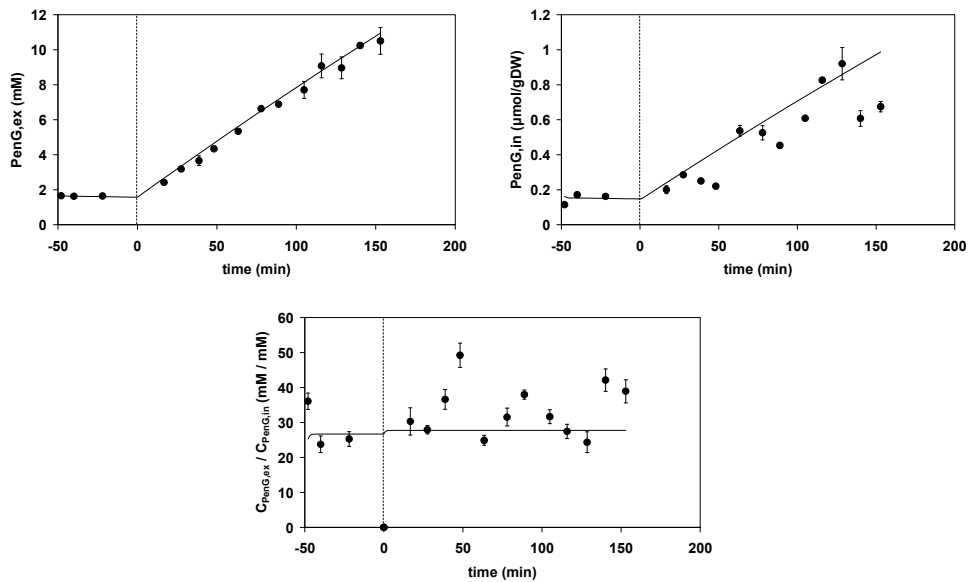 12
10
8
6
4
2
0
PenG,ex (mM)
-50 0 50 100 150 200
time (min)
1.2
1
0.8
0.6
0.4
0.2
0
PenG,in (µmol/gDW)
-50 0 50 100 150 200
time (min)
60
50
40
30
20
10
0
CPenG,ex / CPenG,in (mM / mM)
-50 0 50 100 150 200
time (min)